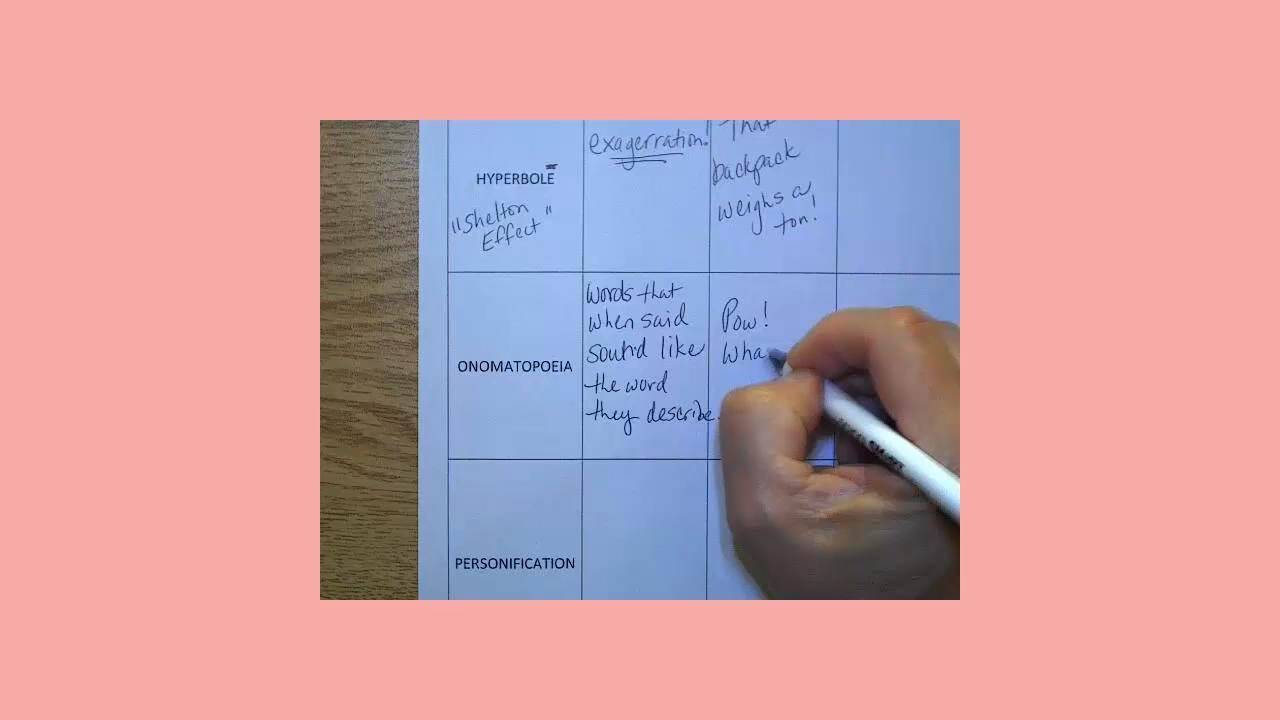 exagerration!
That
backpack
weighs a
ton!
HYPERBOLE
"Shelton
Effect"
words that
when said
sound like
the word
they describe.
Pow!
Wha
ONOMATOPOEIA
PERSONIFICATION